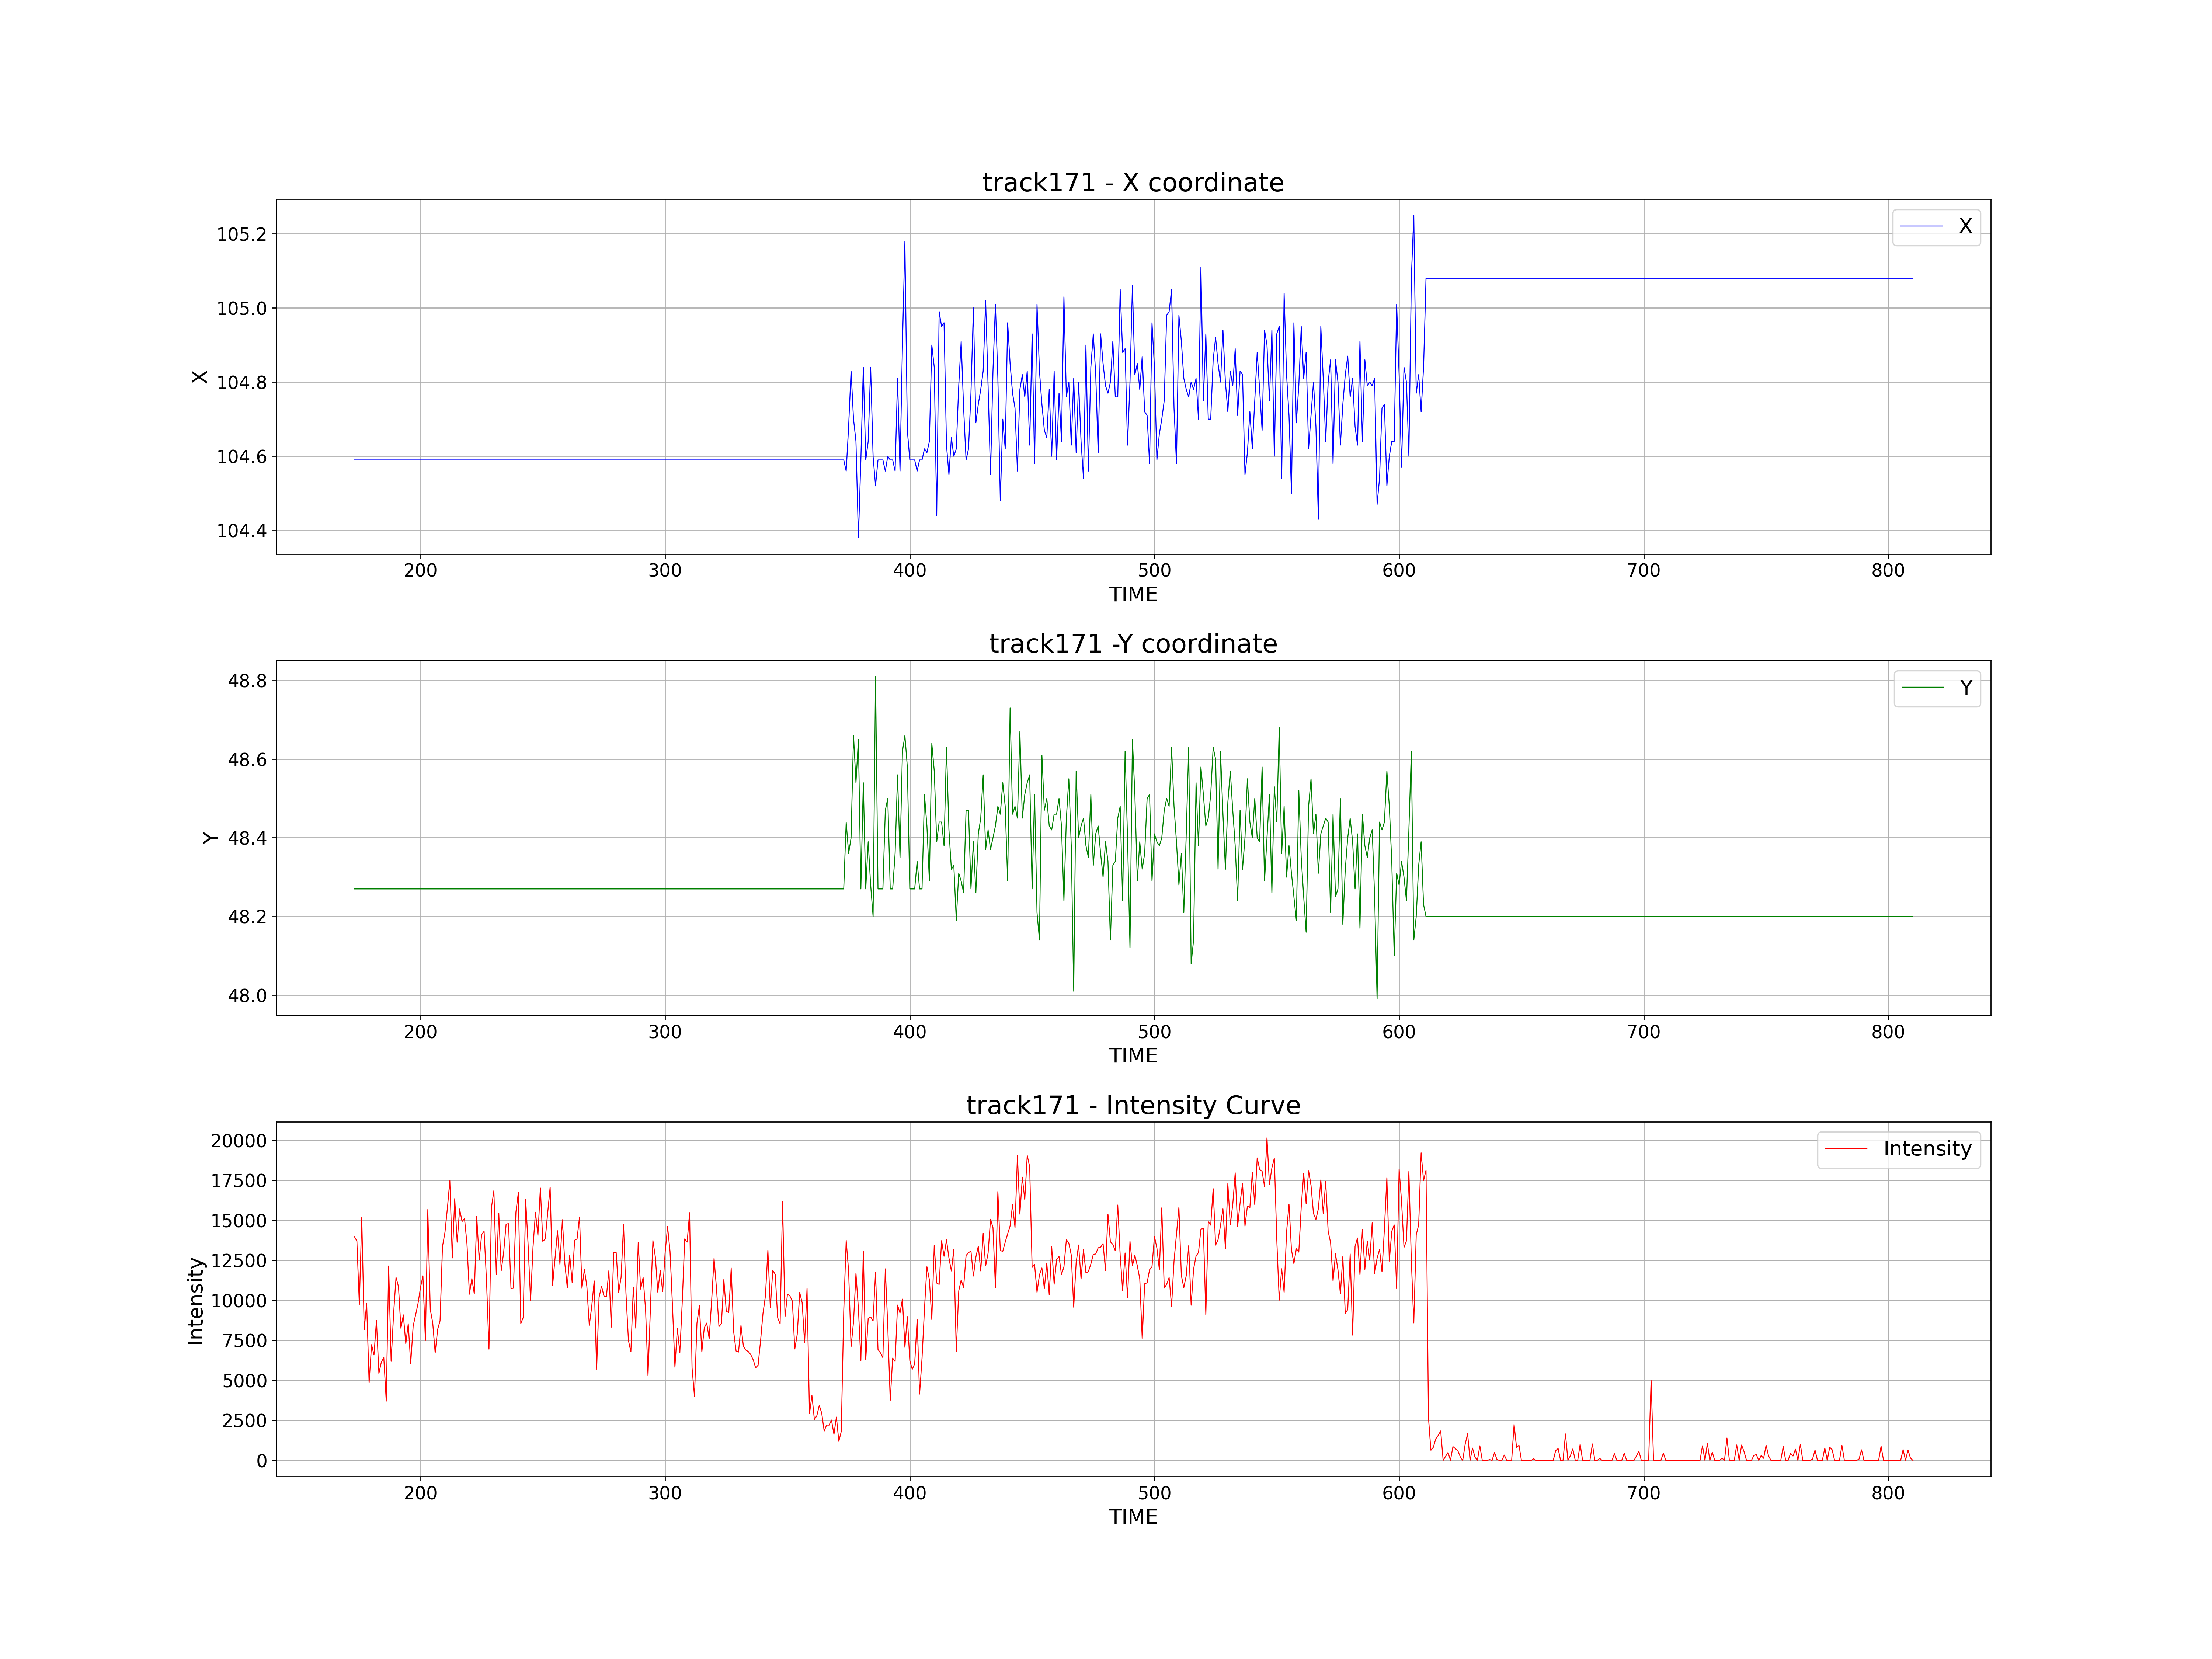 track171 - X coordinate
X
105.2
105.0
104.8
104.6
104.4
X
200 300 400 500 600 700 800
TIME
track171 -Y coordinate
Y
48.8
48.6
48.4
48.2
48.0
Y
200 300 400 500 600 700 800
TIME
track171 - Intensity Curve
Intensity
20000
17500
15000
12500
10000
7500
5000
2500
0
Intensity
200 300 400 500 600 700 800
TIME